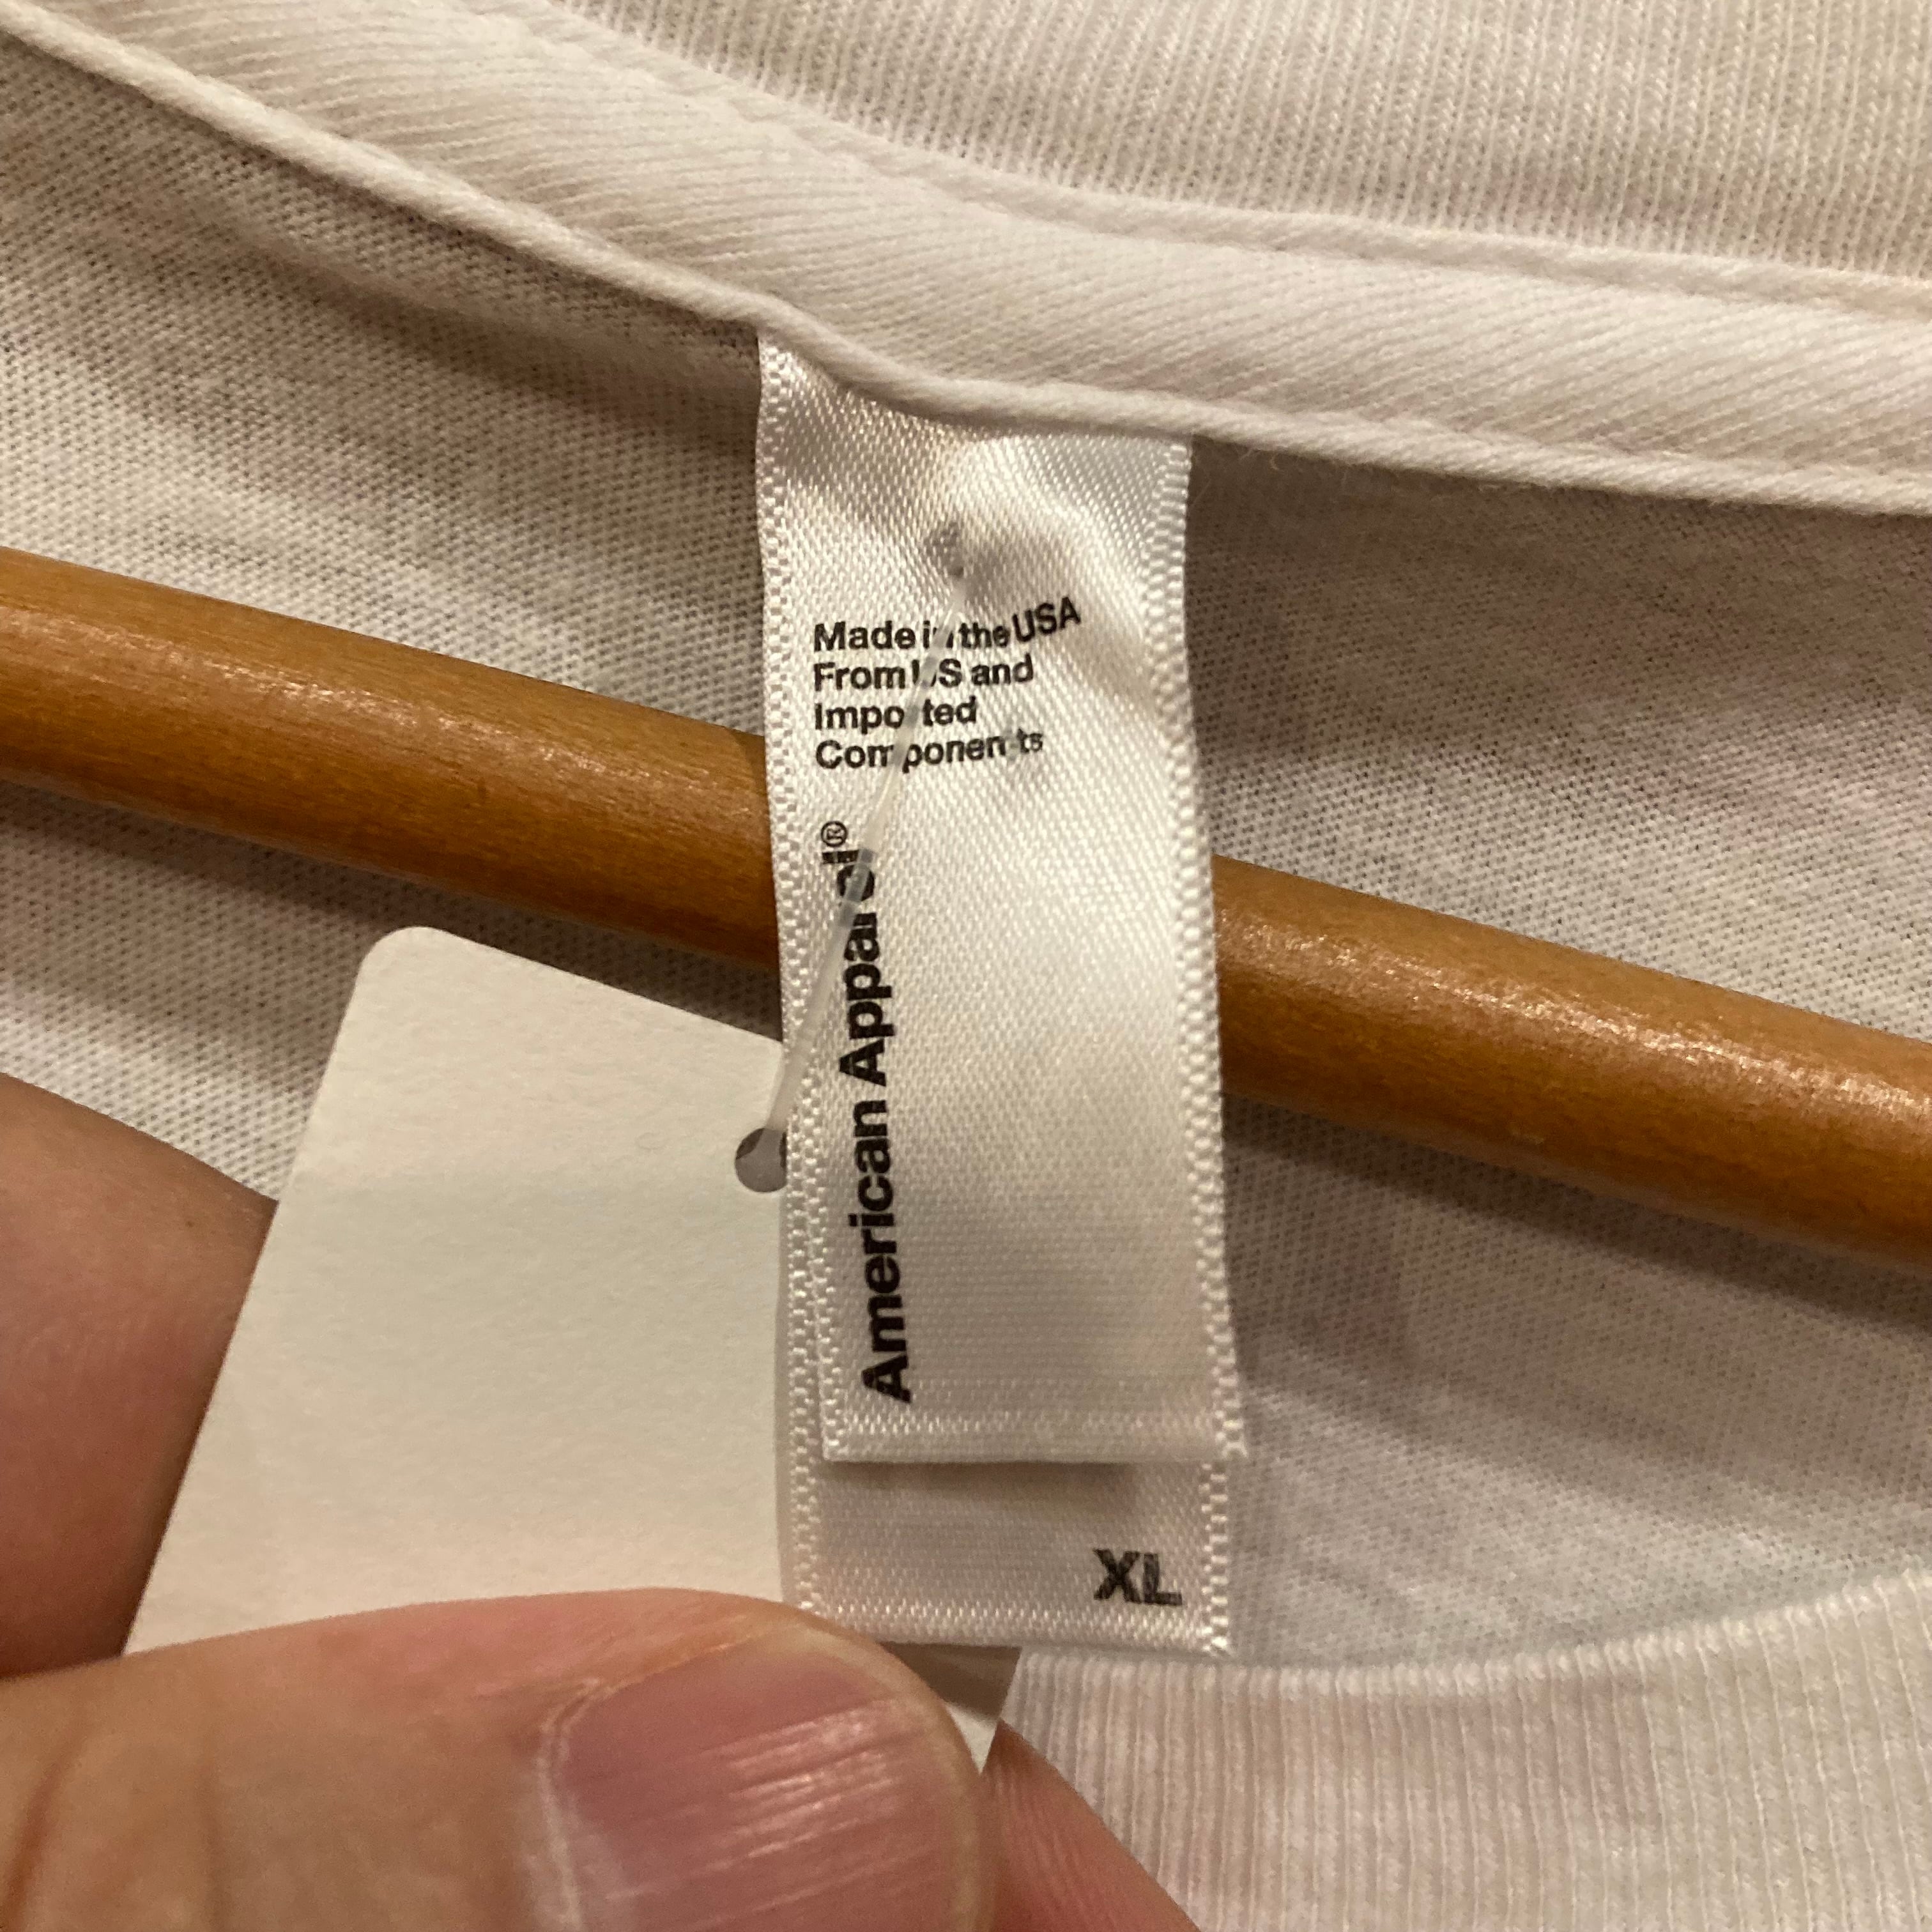 Made in the USA
From US and
Imported
Components
American Apparel®
XL